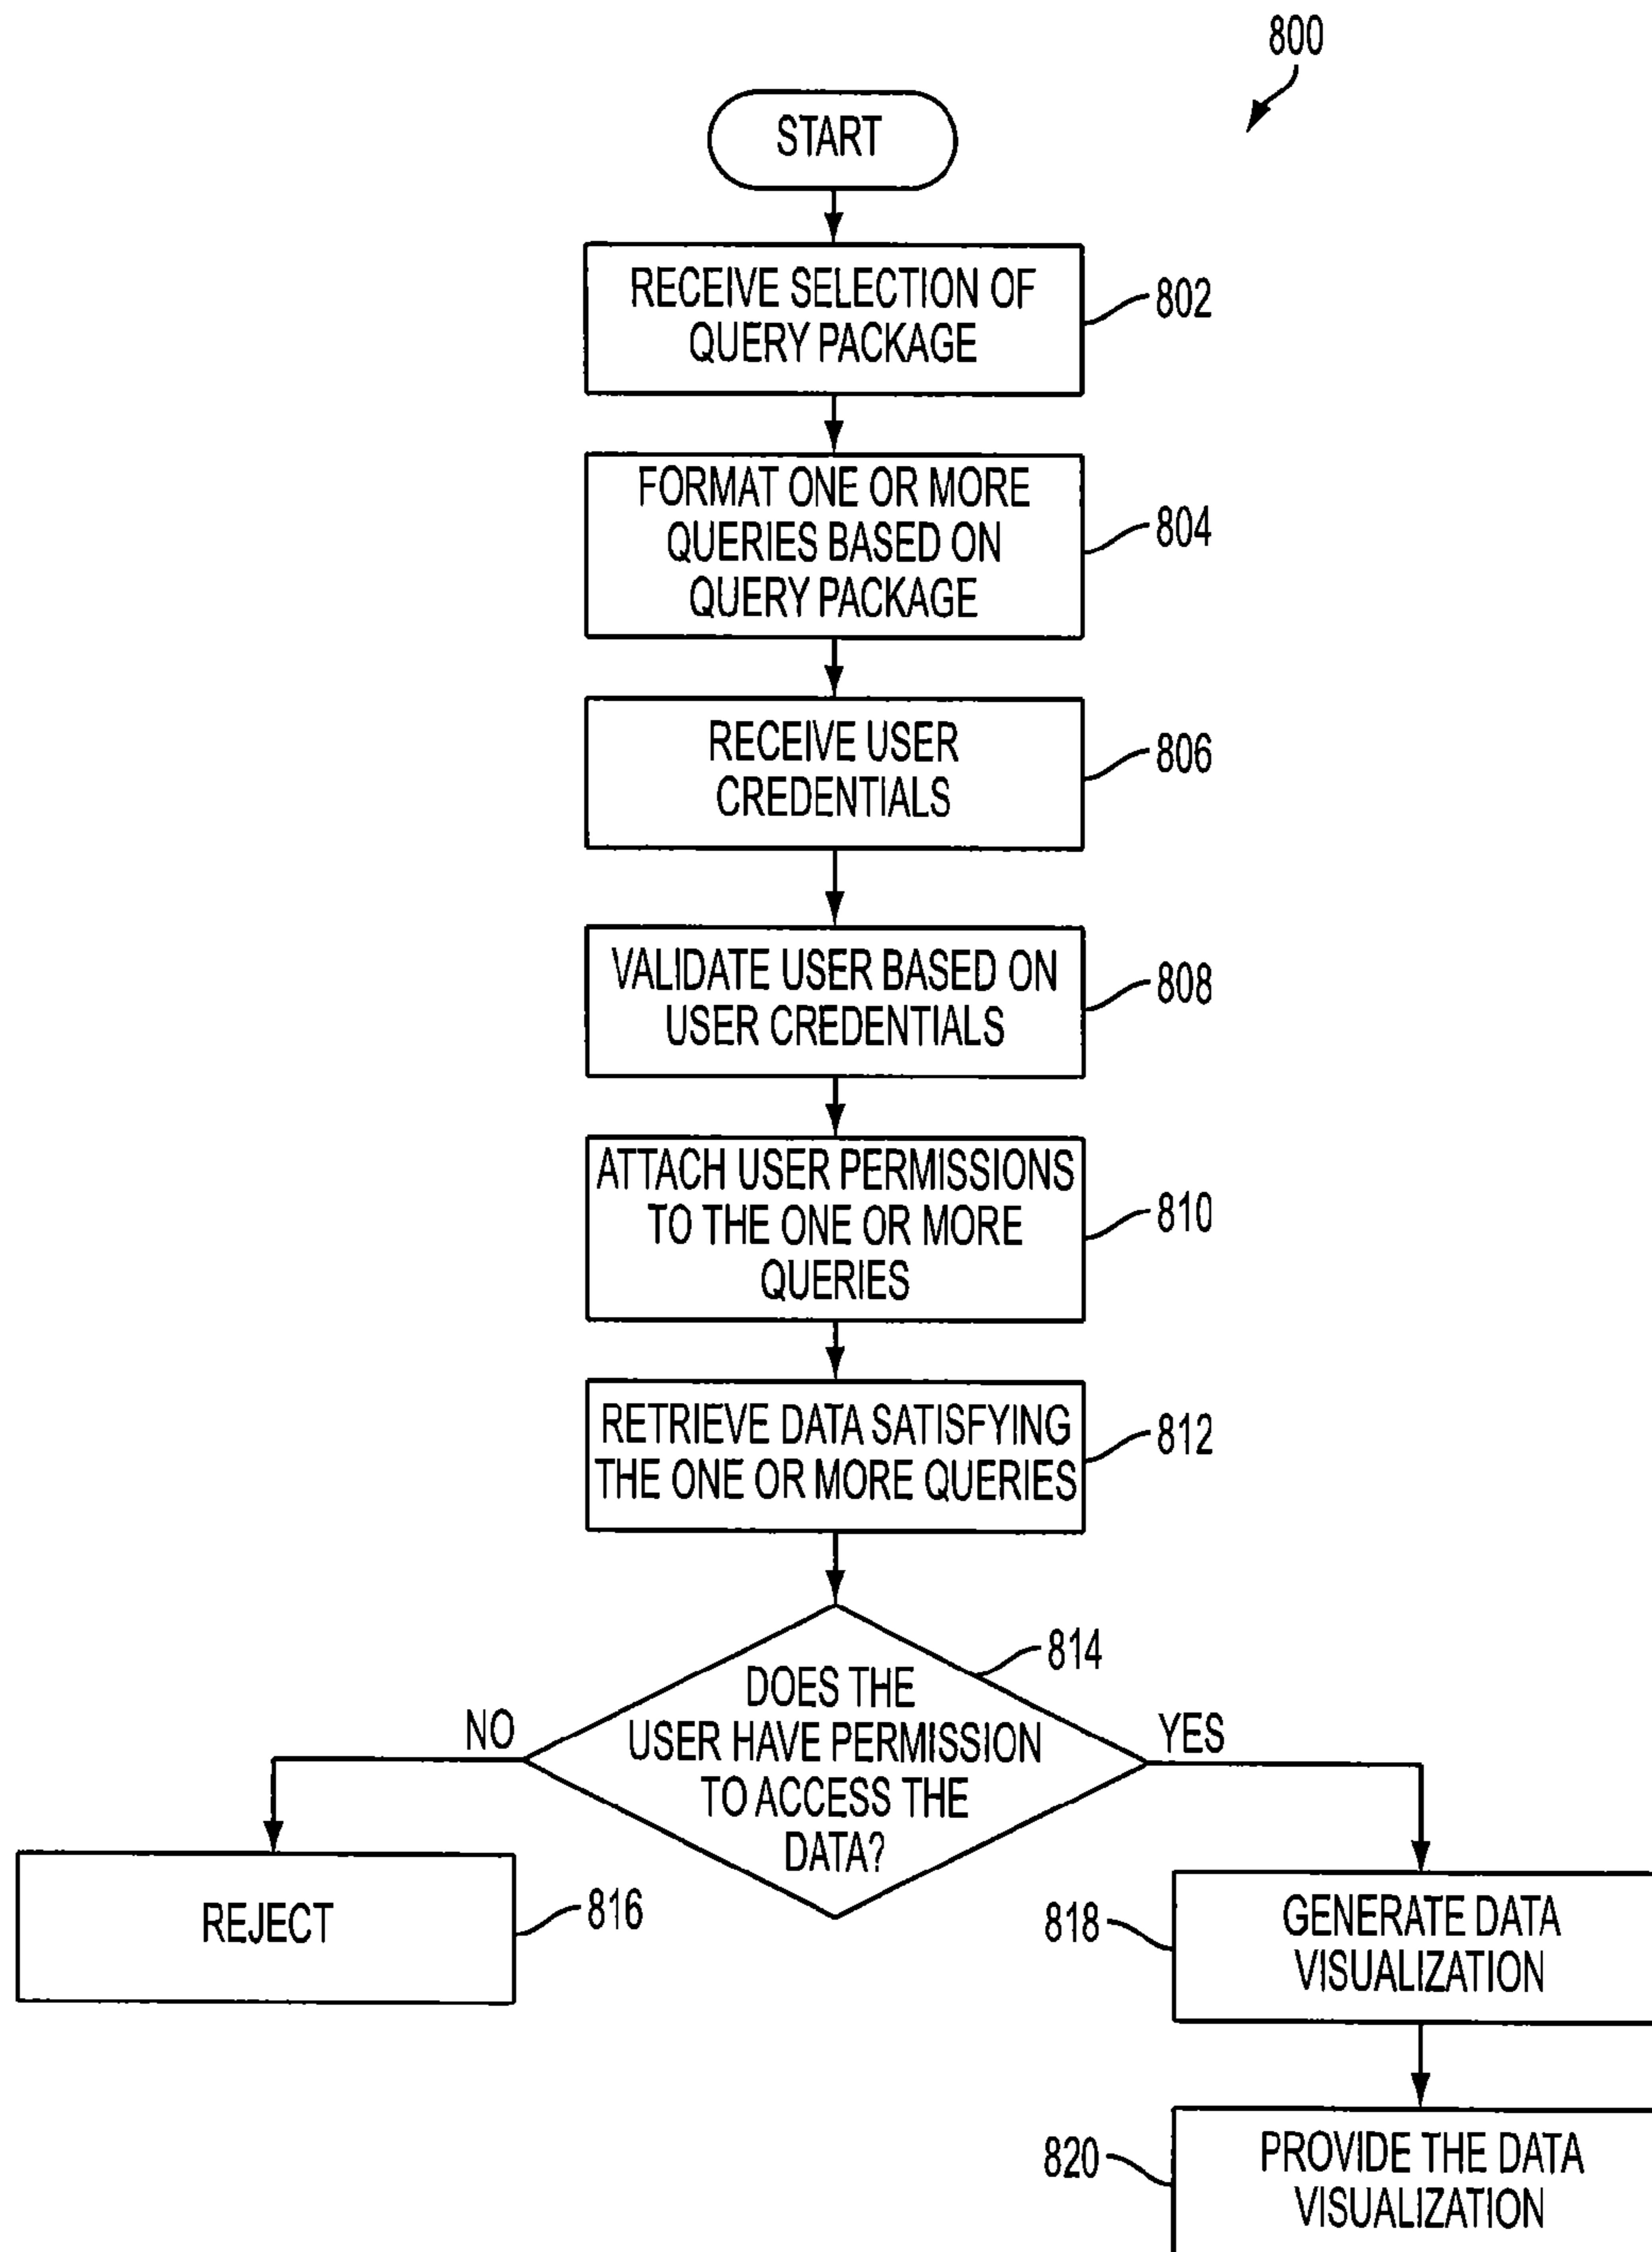 800
START
RECEIVE SELECTION OF
QUERY PACKAGE
802
FORMAT ONE OR MORE
QUERIES BASED ON
QUERY PACKAGE
804
RECEIVE USER
CREDENTIALS
806
VALIDATE USER BASED ON
USER CREDENTIALS
808
ATTACH USER PERMISSIONS
TO THE ONE OR MORE
QUERIES
810
RETRIEVE DATA SATISFYING
THE ONE OR MORE QUERIES
812
DOES THE
USER HAVE PERMISSION
TO ACCESS THE
DATA?
814
NO
YES
REJECT
816
GENERATE DATA
VISUALIZATION
818
PROVIDE THE DATA
VISUALIZATION
820